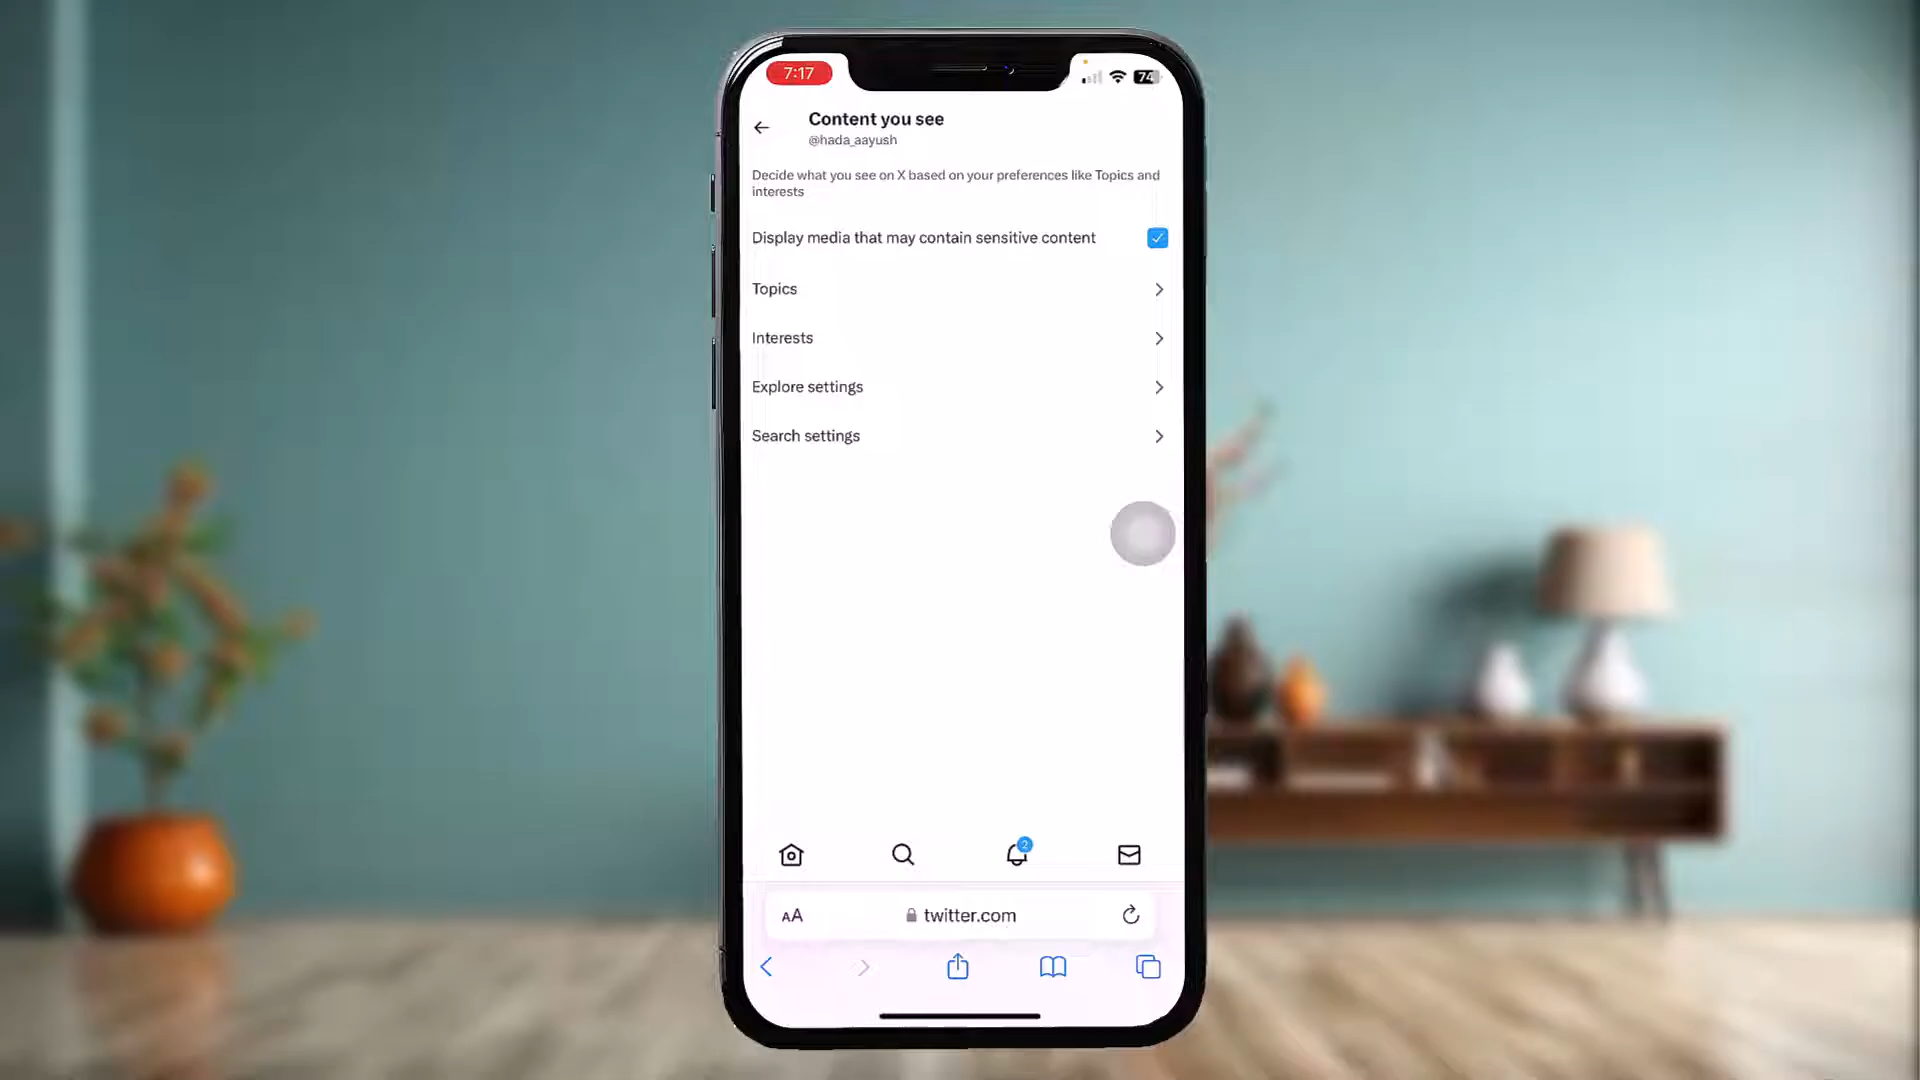 7:17
74
Content you see
@hada_aayush
Decide what you see on X based on your preferences like Topics and
interests
Display media that may contain sensitive content
Topics
Interests
Explore settings
Search settings
2
AA
twitter.com